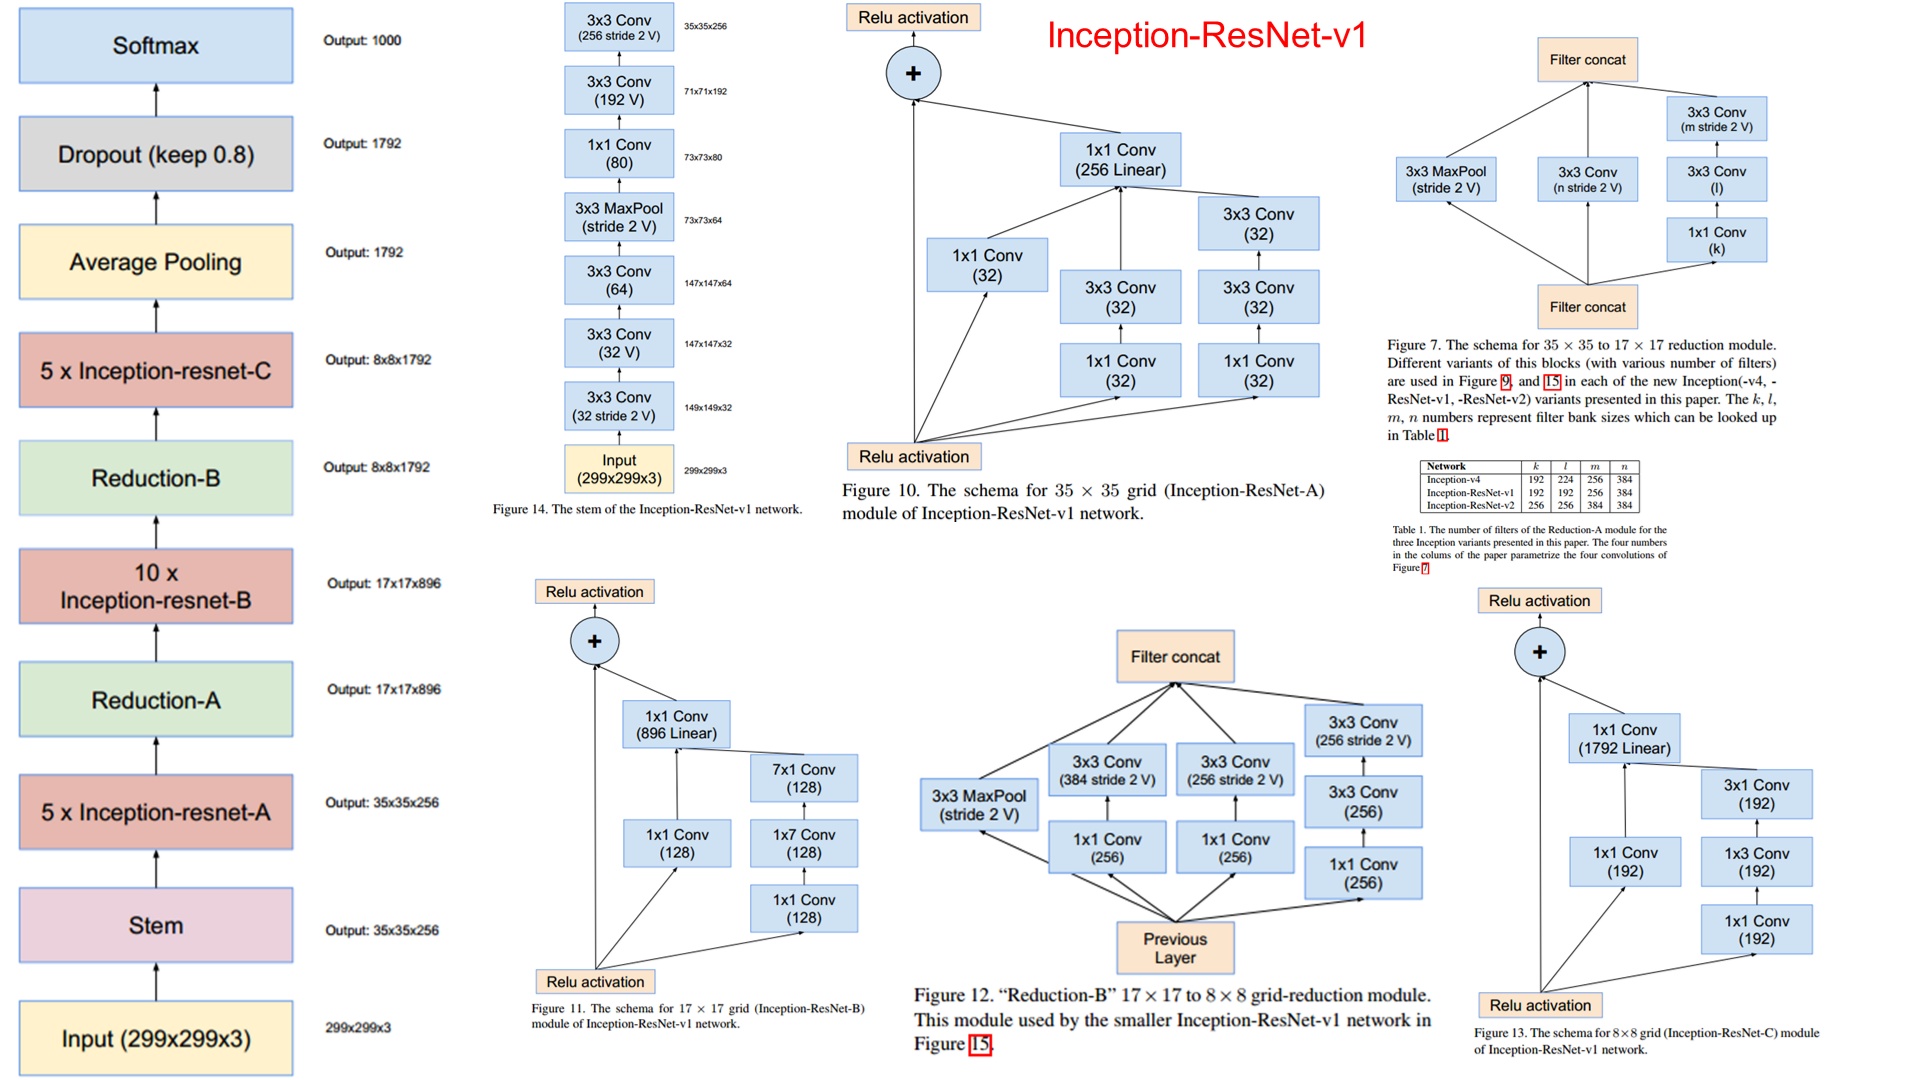 Inception-ResNet-v1
Softmax
Output: 1000
Dropout (keep 0.8)
Output: 1792
Average Pooling
Output: 1792
5 x Inception-resnet-C
Output: 8x8x1792
Reduction-B
Output: 8x8x1792
10 x
Inception-resnet-B
Output: 17x17x896
Reduction-A
Output: 17x17x896
5 x Inception-resnet-A
Output: 35x35x256
Stem
Output: 35x35x256
Input (299x299x3)
299x299x3
3x3 Conv
(256 stride 2 V)
35x35x256
3x3 Conv
(192 V)
71x71x192
1x1 Conv
(80)
73x73x80
3x3 MaxPool
(stride 2 V)
73x73x64
3x3 Conv
(64)
147x147x64
3x3 Conv
(32 V)
147x147x32
3x3 Conv
(32 stride 2 V)
149x149x32
Input
(299x299x3)
299x299x3
Figure 14. The stem of the Inception-ResNet-v1 network.
Relu activation
+
1x1 Conv
(256 Linear)
1x1 Conv
(32)
3x3 Conv
(32)
1x1 Conv
(32)
3x3 Conv
(32)
3x3 Conv
(32)
1x1 Conv
(32)
Relu activation
Figure 10. The schema for 35 × 35 grid (Inception-ResNet-A)
module of Inception-ResNet-v1 network.
Filter concat
3x3 MaxPool
(stride 2 V)
3x3 Conv
(n stride 2 V)
3x3 Conv
(m stride 2 V)
3x3 Conv
(l)
1x1 Conv
(k)
Filter concat
Figure 7. The schema for 35 × 35 to 17 × 17 reduction module.
Different variants of this blocks (with various number of filters)
are used in Figure 9, and 15 in each of the new Inception(-v4, -
ResNet-v1, -ResNet-v2) variants presented in this paper. The k, l,
m, n numbers represent filter bank sizes which can be looked up
in Table 1.
Network k l m n
Inception-v4 192 224 256 384
Inception-ResNet-v1 192 192 256 384
Inception-ResNet-v2 256 256 384 384
Table 1. The number of filters of the Reduction-A module for the
three Inception variants presented in this paper. The four numbers
in the colums of the paper parametrize the four convolutions of
Figure 7
Relu activation
+
1x1 Conv
(896 Linear)
1x1 Conv
(128)
7x1 Conv
(128)
1x7 Conv
(128)
1x1 Conv
(128)
Relu activation
Figure 11. The schema for 17 × 17 grid (Inception-ResNet-B)
module of Inception-ResNet-v1 network.
Filter concat
3x3 MaxPool
(stride 2 V)
3x3 Conv
(384 stride 2 V)
1x1 Conv
(256)
3x3 Conv
(256 stride 2 V)
1x1 Conv
(256)
3x3 Conv
(256 stride 2 V)
3x3 Conv
(256)
1x1 Conv
(256)
Previous
Layer
Figure 12. “Reduction-B” 17 × 17 to 8 × 8 grid-reduction module.
This module used by the smaller Inception-ResNet-v1 network in
Figure 15.
Relu activation
+
1x1 Conv
(1792 Linear)
1x1 Conv
(192)
3x1 Conv
(192)
1x3 Conv
(192)
1x1 Conv
(192)
Relu activation
Figure 13. The schema for 8×8 grid (Inception-ResNet-C) module
of Inception-ResNet-v1 network.